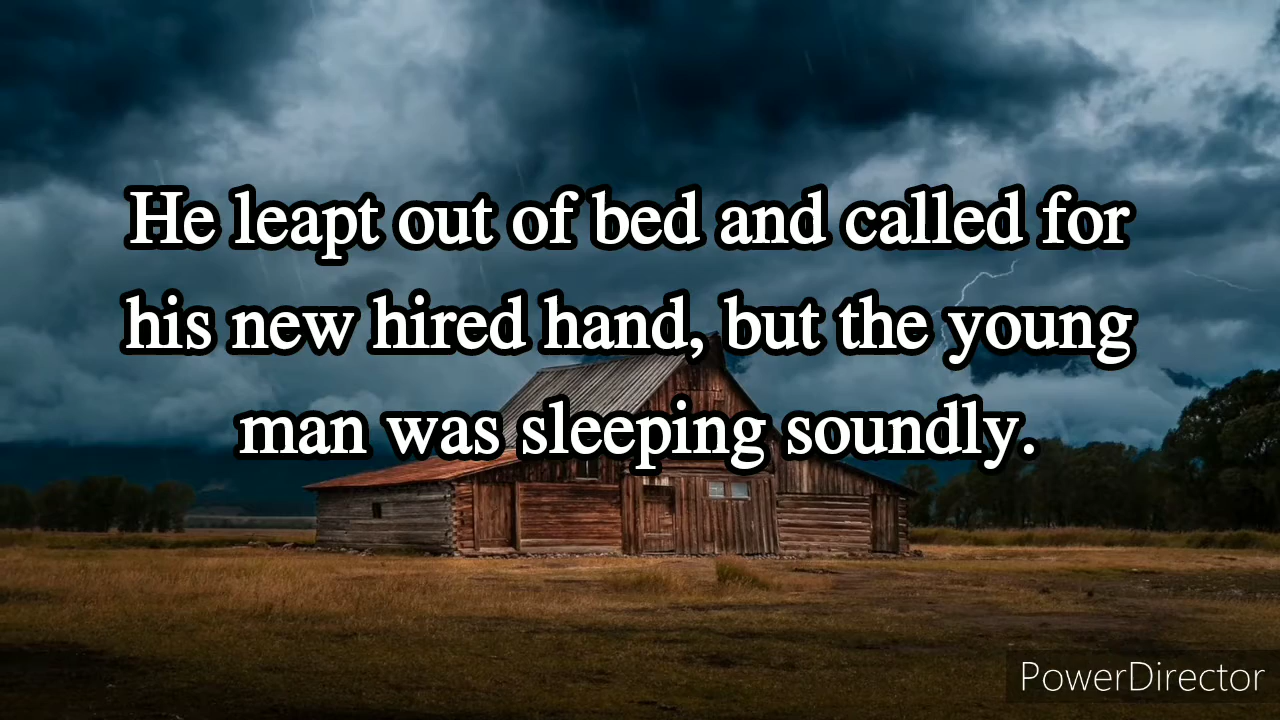 He leapt out of bed and called for
his new hired hand, but the young
man was sleeping soundly.
PowerDirector